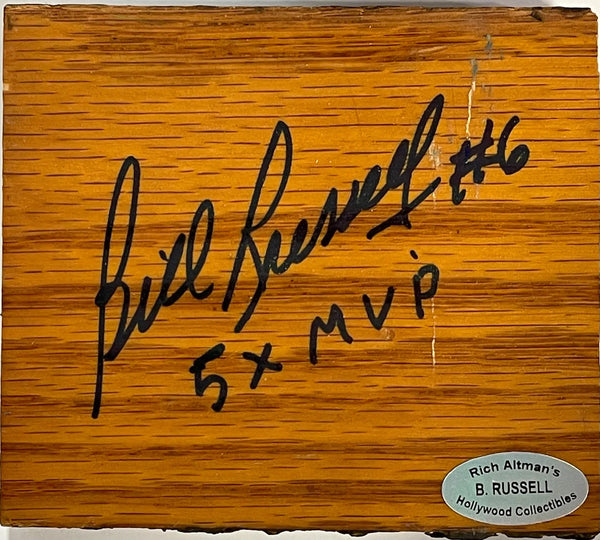 Bill Russell #6
5x MVP
Rich Altman's
B. RUSSELL
Hollywood Collectibles